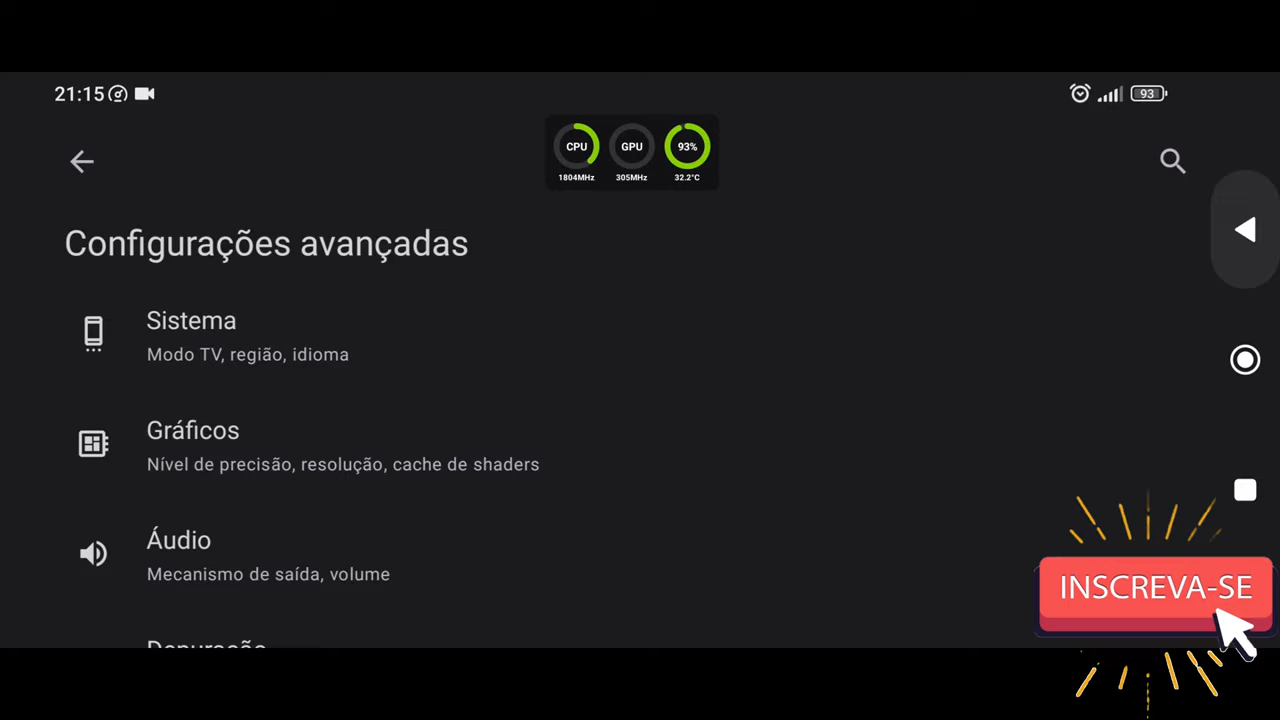 21:15
93
CPU
GPU
93%
1804MHz
305MHz
32.2°C
Configurações avançadas
Sistema
Modo TV, região, idioma
Gráficos
Nível de precisão, resolução, cache de shaders
Áudio
Mecanismo de saída, volume
Depuração
INSCREVA-SE